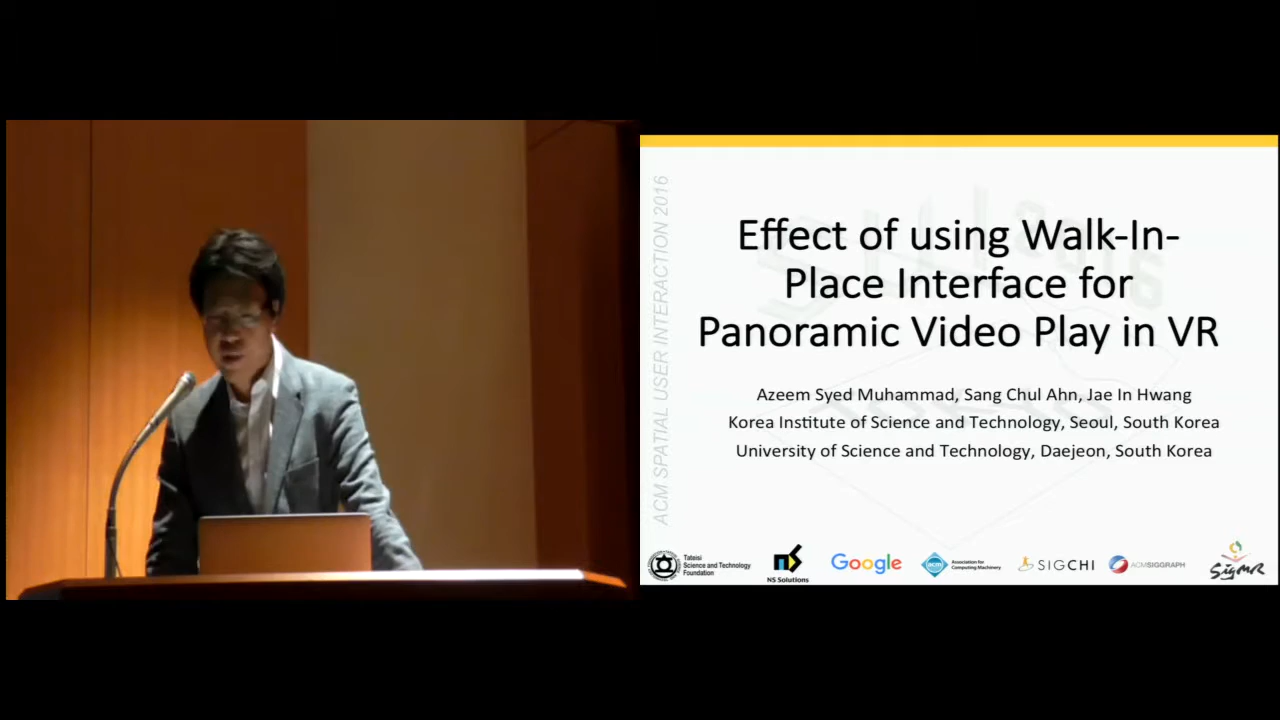 ACM SPATIAL USER INTERACTION 2016
Effect of using Walk-In-
Place Interface for
Panoramic Video Play in VR
Azeem Syed Muhammad, Sang Chul Ahn, Jae In Hwang
Korea Institute of Science and Technology, Seoul, South Korea
University of Science and Technology, Daejeon, South Korea
Tateisi
Science and Technology
Foundation
NS Solutions
Google
acm
Association for
Computing Machinery
SIGCHI
ACMSIGGRAPH
SigMR